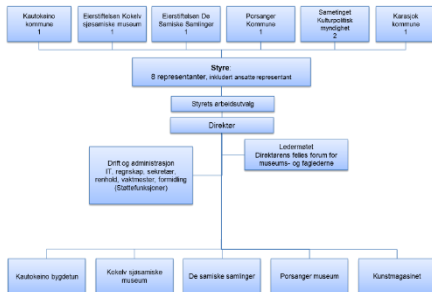 Kautokeino
kommune
1
Eierstiftelsen Kokelv
sjøsamiske museum
1
Eierstiftelsen De
Samiske Samlinger
1
Porsanger
Kommune
1
Sametinget
Kulturpolitisk
myndighet
2
Karasjok
kommune
1
Styre:
8 representanter, inkludert ansatte representant
Styrets arbeidsutvalg
Direktør
Drift og administrasjon
IT, regnskap, sekretær,
renhold, vaktmester, formidling
(Støttefunksjoner)
Ledermøtet
Direktørens felles forum for
museums- og faglederne
Kautokeino bygdetun
Kokelv sjøsamiske
museum
De samiske samlinger
Porsanger museum
Kunstmagasinet